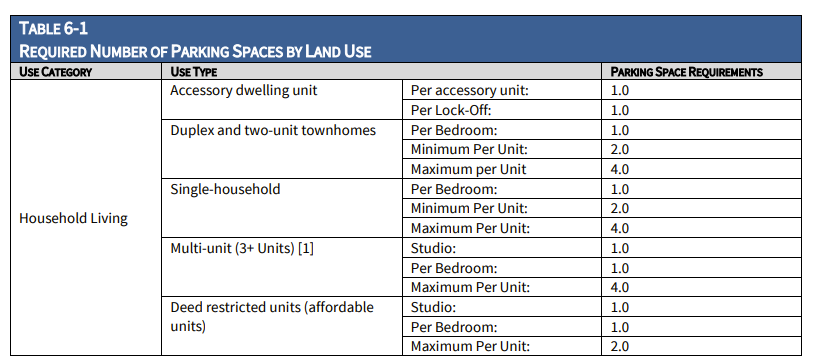 TABLE 6-1
REQUIRED NUMBER OF PARKING SPACES BY LAND USE
USE CATEGORY USE TYPE PARKING SPACE REQUIREMENTS
Household Living
Accessory dwelling unit Per accessory unit: 1.0
Per Lock-Off: 1.0
Duplex and two-unit townhomes Per Bedroom: 1.0
Minimum Per Unit: 2.0
Maximum per Unit 4.0
Single-household Per Bedroom: 1.0
Minimum Per Unit: 2.0
Maximum Per Unit: 4.0
Multi-unit (3+ Units) [1] Studio: 1.0
Per Bedroom: 1.0
Maximum Per Unit: 4.0
Deed restricted units (affordable
units)
Studio: 1.0
Per Bedroom: 1.0
Maximum Per Unit: 2.0